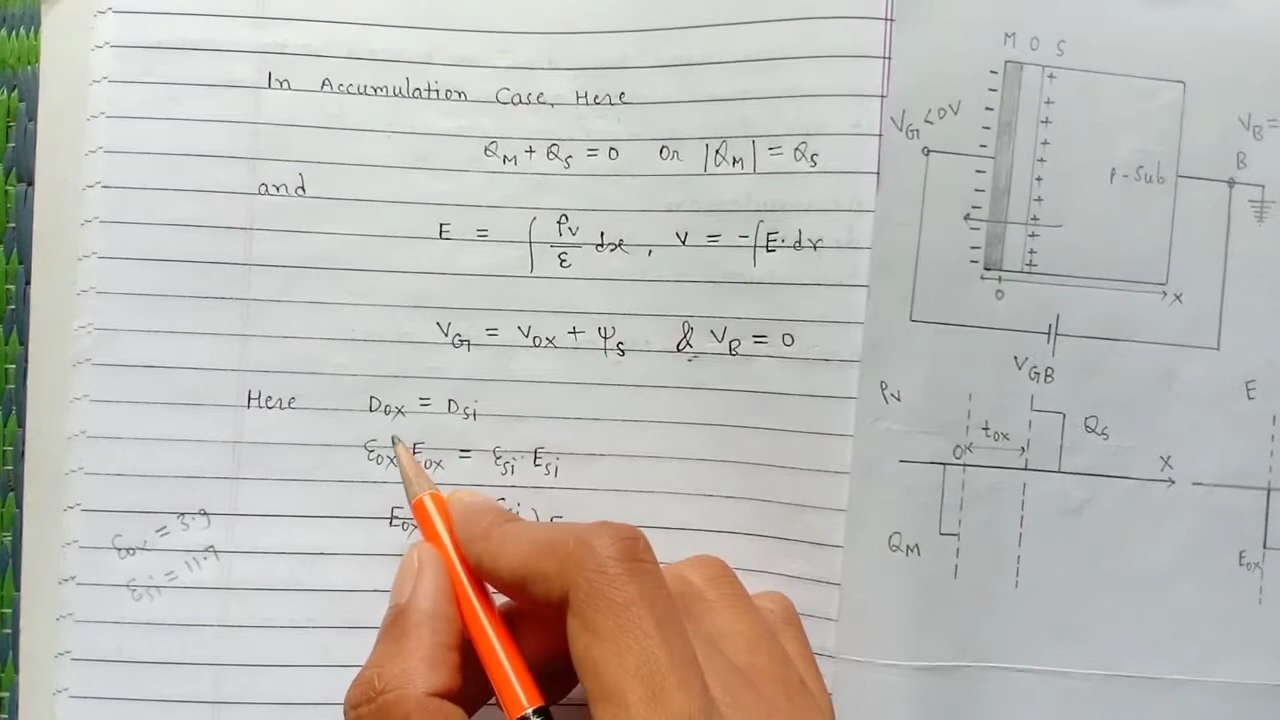 In Accumulation Case, Here
Q_M + Q_S = 0 or |Q_M| = Q_S
and
E = ∫ ρ_v/ε dx, V = -∫ E·dr
V_G = V_ox + ψ_s & V_B = 0
Here D_ox = D_si
ε_ox E_ox = ε_si · E_si
E_ox
ε_ox = 3.9
ε_si = 11.7
M O S
V_G < 0V
P-Sub
V_B =
B
0 X
V_GB
ρ_v
0 t_ox
Q_S
X
Q_M
E
E_ox